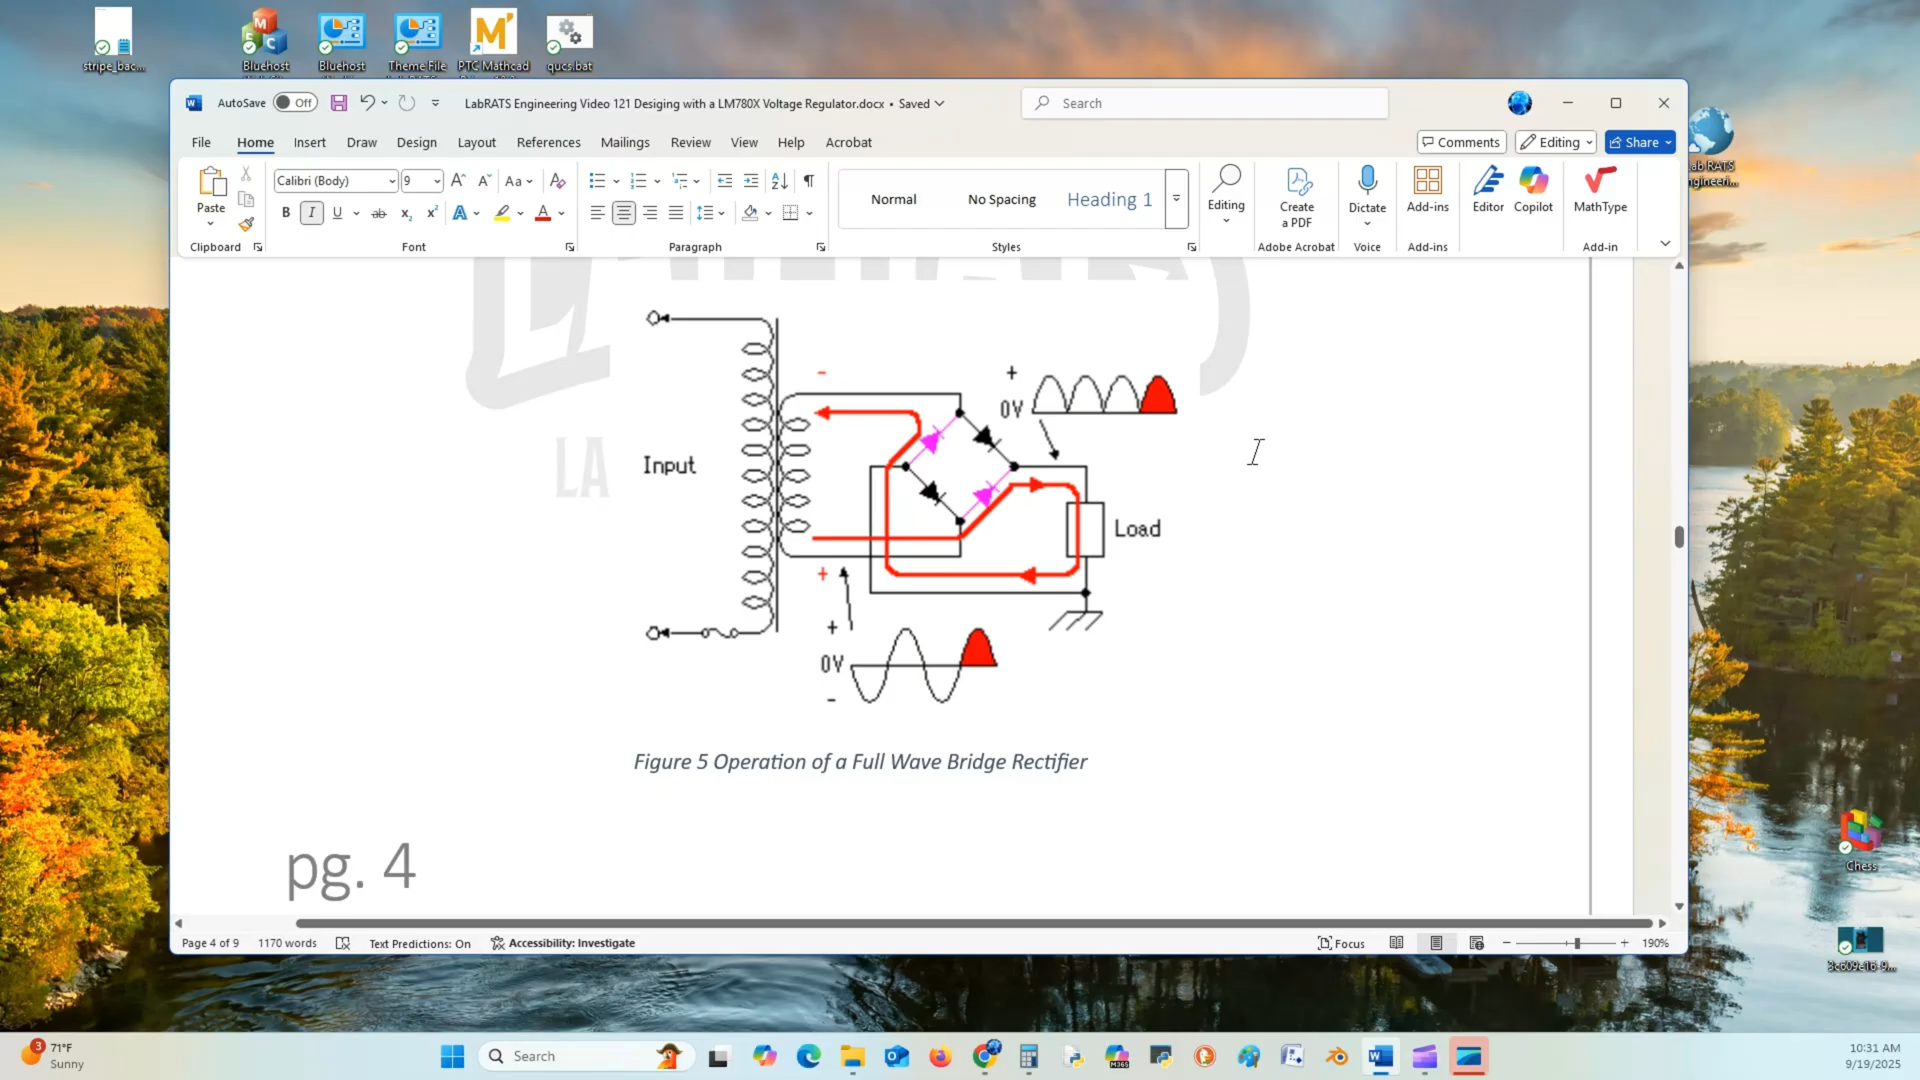 stripe_bac...
Bluehost
Bluehost
Theme File
PTC Mathcad
qucs.bat
AutoSave Off
LabRATS Engineering Video 121 Desiging with a LM780X Voltage Regulator.docx • Saved
Search
File Home Insert Draw Design Layout References Mailings Review View Help Acrobat
Comments Editing Share
Calibri (Body) 9
Paste
Clipboard
Font
Paragraph
Normal
No Spacing
Heading 1
Styles
Editing
Create
a PDF
Adobe Acrobat
Dictate
Voice
Add-ins
Add-ins
Editor
Copilot
MathType
Add-in
LA
Input
-
+
0V
Load
+
+
0V
-
Figure 5 Operation of a Full Wave Bridge Rectifier
pg. 4
Page 4 of 9 1170 words Text Predictions: On Accessibility: Investigate
Focus
190%
Chess
3
71°F
Sunny
Search
M365
10:31 AM
9/19/2025